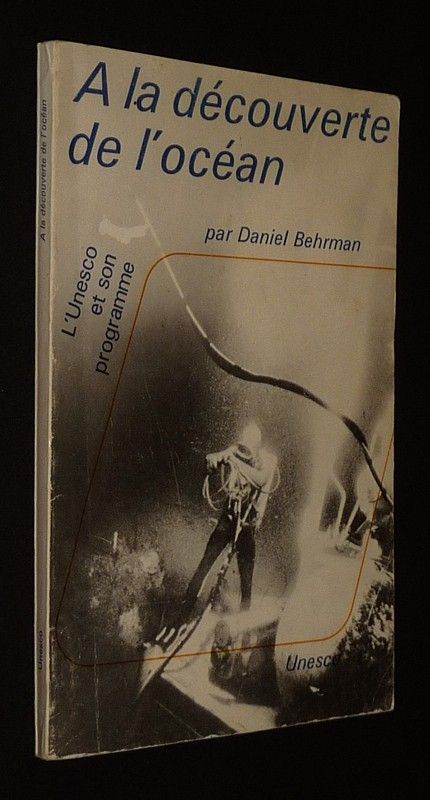 A la découverte
de l'océan
par Daniel Behrman
L'Unesco
et son
programme
Unesco
A la découverte de l'océan
Unesco